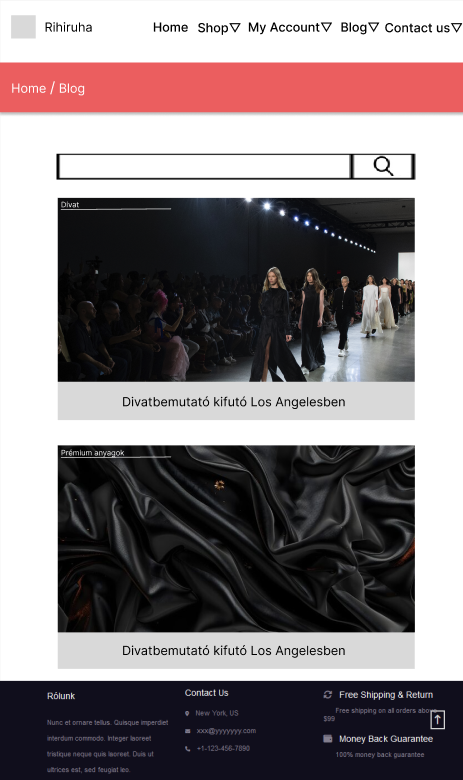 Rihiruha
Home Shop▽ My Account▽ Blog▽ Contact us▽
Home / Blog
Divat
Divatbemutató kifutó Los Angelesben
Prémium anyagok
Divatbemutató kifutó Los Angelesben
Rólunk
Nunc et ornare tellus. Quisque imperdiet
interdum commodo. Integer laoreet
tristique neque quis laoreet. Duis ut
ultrices est, sed feugiat leo.
Contact Us
New York, US
xxx@yyyyyyy.com
+1-123-456-7890
Free Shipping & Return
Free shipping on all orders above
$99
Money Back Guarantee
100% money back guarantee